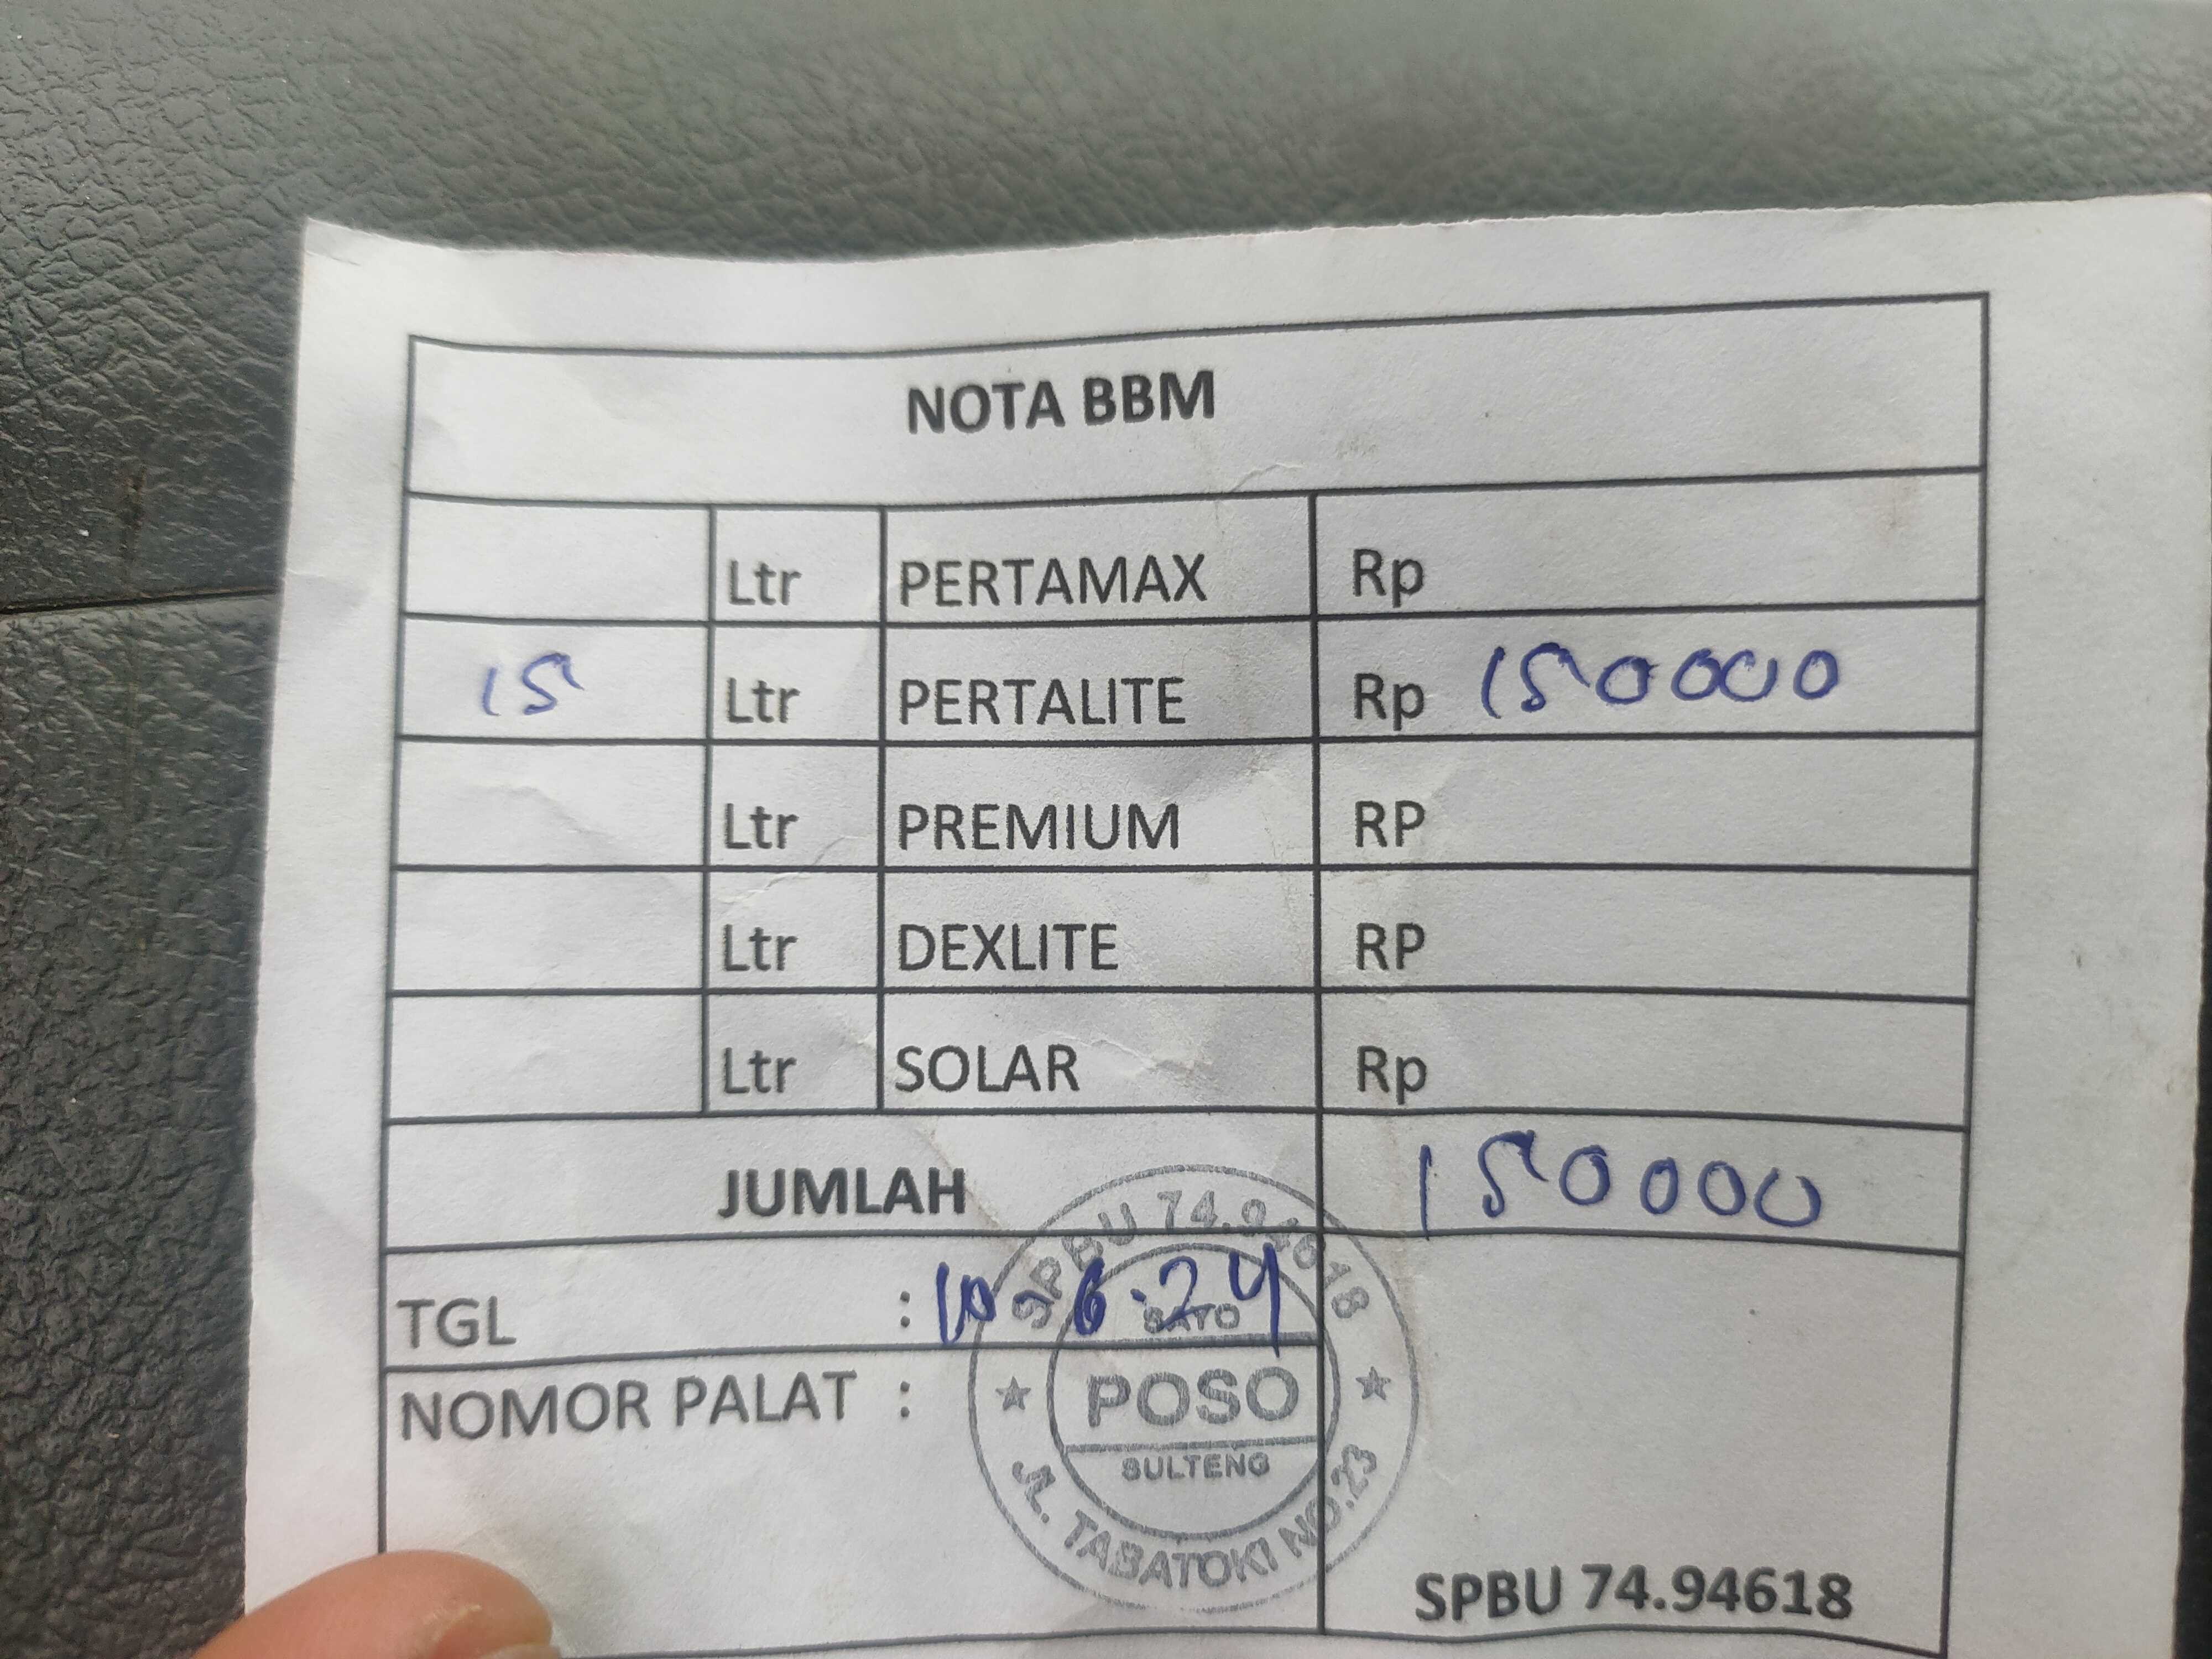 NOTA BBM
Ltr PERTAMAX Rp
15 Ltr PERTALITE Rp 150000
Ltr PREMIUM RP
Ltr DEXLITE RP
Ltr SOLAR Rp
JUMLAH 150000
TGL : 10-6-24
NOMOR PALAT :
SPBU 74.94618
SATO
POSO
SULTENG
JL. TABATOKI NO.23
SPBU 74.94618